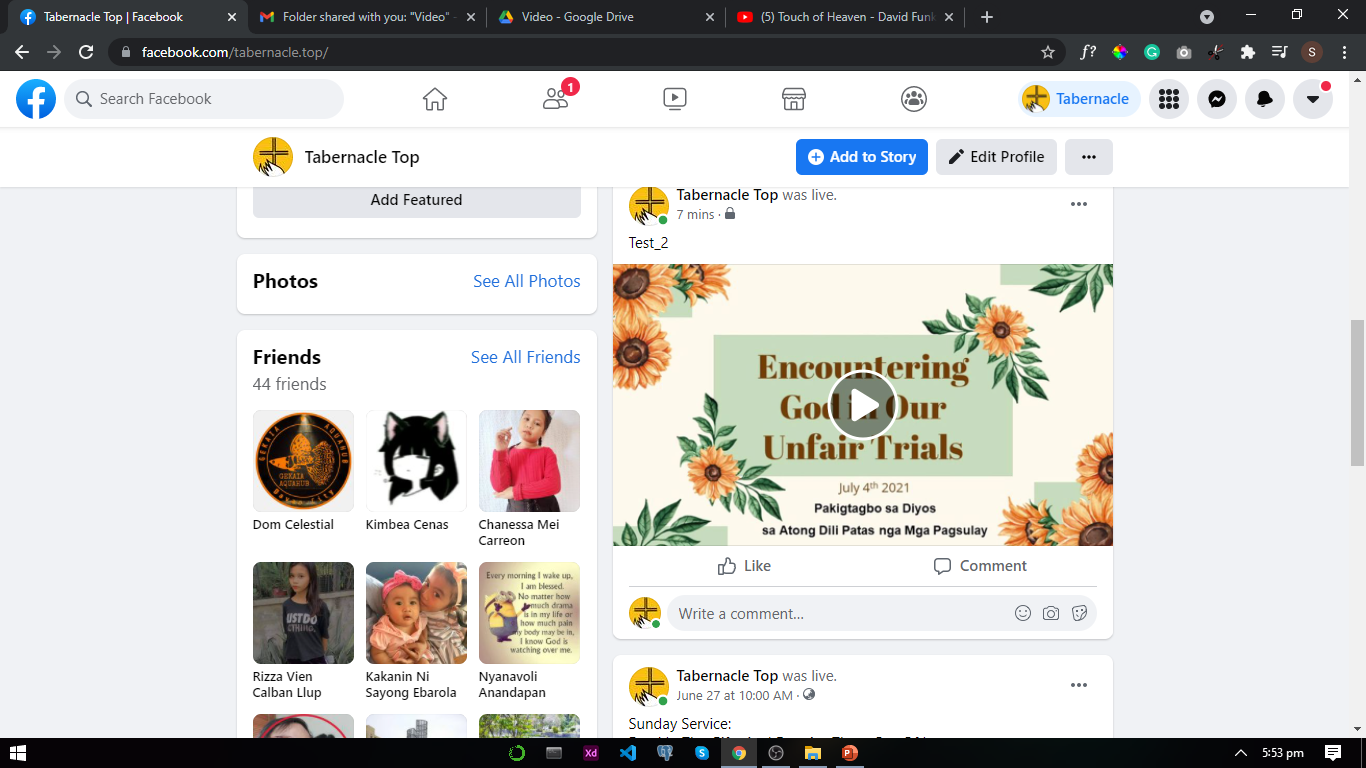 Tabernacle Top | Facebook
Folder shared with you: "Video" -
Video - Google Drive
(5) Touch of Heaven - David Funk
facebook.com/tabernacle.top/
f?
S
Search Facebook
1
Tabernacle
Tabernacle Top
Add to Story
Edit Profile
Add Featured
Photos
See All Photos
Friends
See All Friends
44 friends
GEKAIA AQUAHUB
GEKAIA
AQUAHUB
Davao City
Dom Celestial
Kimbea Cenas
Chanessa Mei
Carreon
Rizza Vien
Calban Llup
Kakanin Ni
Sayong Ebarola
Every morning I wake up,
I am blessed.
No matter how
much drama
is in my life or
how much pain
my body may be in,
I know God is
watching over me.
Nyanavoli
Anandapan
Tabernacle Top was live.
7 mins ·
Test_2
Encountering
God in Our
Unfair Trials
July 4th 2021
Pakigtagbo sa Diyos
sa Atong Dili Patas nga Mga Pagsulay
Like
Comment
Write a comment...
Tabernacle Top was live.
June 27 at 10:00 AM ·
Sunday Service:
Xd
5:53 pm